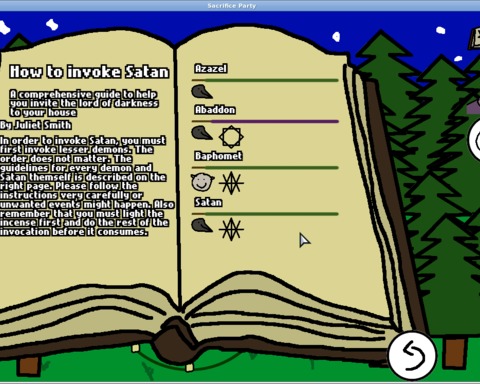 Sacrifice Party
How to invoke Satan
A comprehensive guide to help
you invite the lord of darkness
to your house
By Juliet Smith
In order to invoke Satan, you must
first invoke lesser demons. The
order does not matter. The
guidelines for every demon and
Satan themself is described on the
right page. Please follow the
instructions very carefully or
unwanted events might happen. Also
remember that you must light the
incense first and do the rest of the
invocation before it consumes.
Azazel
Abaddon
Baphomet
Satan